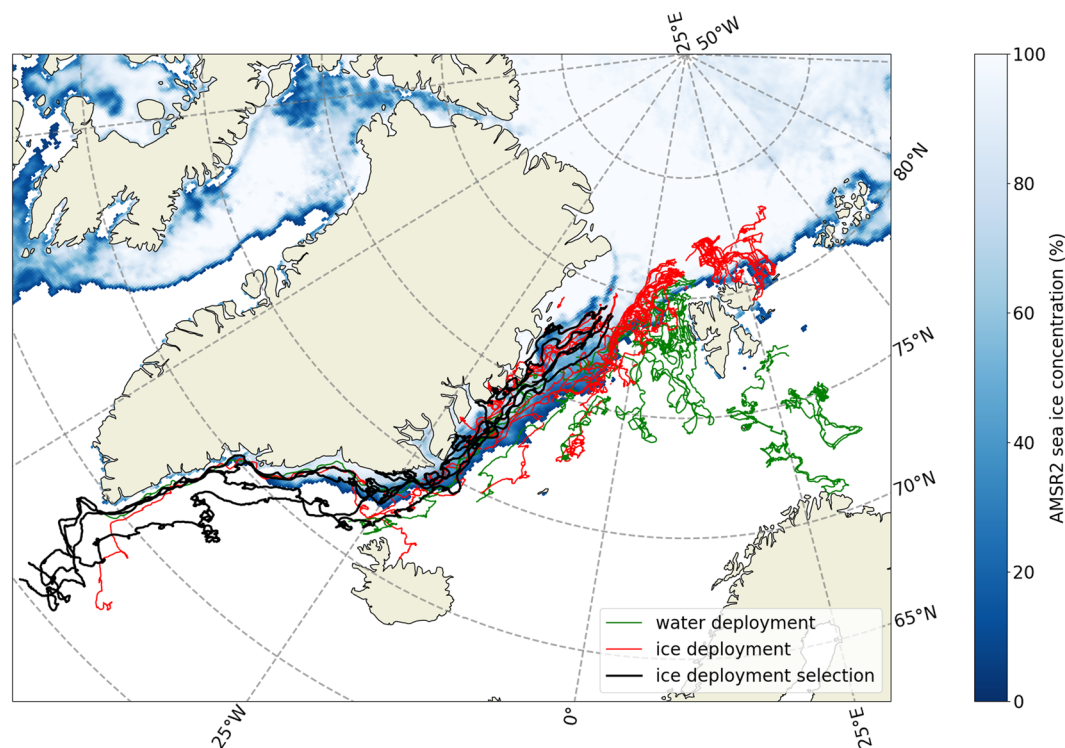 25°E
50°W
80°N
75°N
70°N
65°N
25°W
0°
25°E
water deployment
ice deployment
ice deployment selection
100
80
60
40
20
0
AMSR2 sea ice concentration (%)